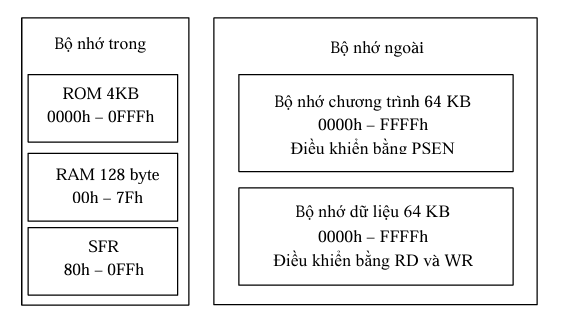 Bộ nhớ trong
ROM 4KB
0000h – 0FFFh
RAM 128 byte
00h – 7Fh
SFR
80h – 0FFh
Bộ nhớ ngoài
Bộ nhớ chương trình 64 KB
0000h – FFFFh
Điều khiển bằng PSEN
Bộ nhớ dữ liệu 64 KB
0000h – FFFFh
Điều khiển bằng RD và WR